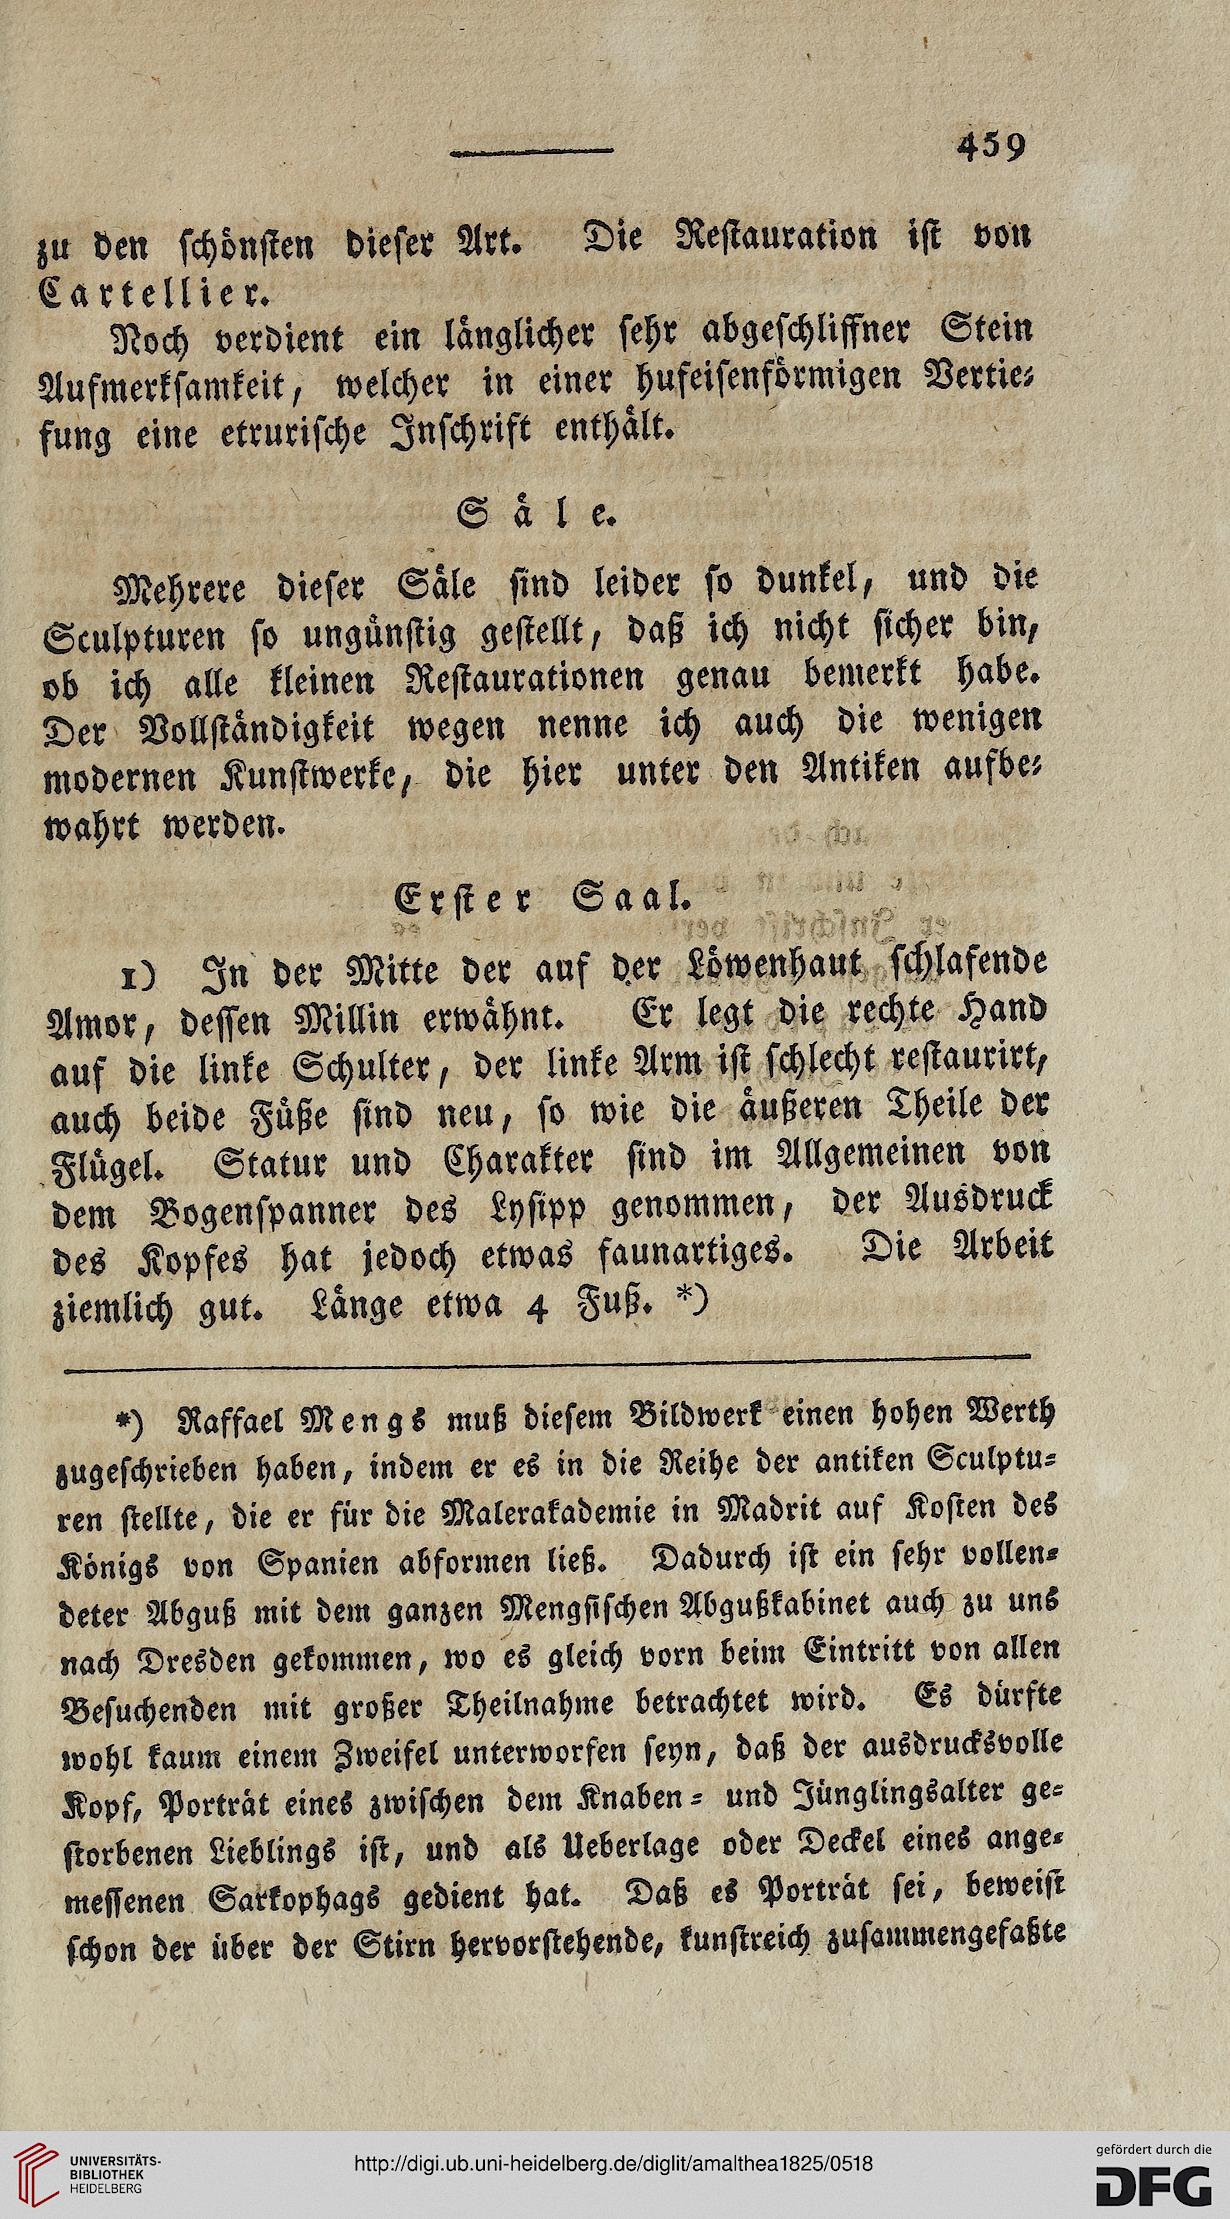 459
zu den schönsten dieser Art. Die Restauration ist von
Cartellier.
Noch verdient ein länglicher sehr abgeschliffner Stein
Aufmerksamkeit, welcher in einer hufeisenförmigen Vertie-
fung eine etrurische Inschrift enthält.
Säle.
Mehrere dieser Säle sind leider so dunkel, und die
Sculpturen so ungünstig gestellt, daß ich nicht sicher bin,
ob ich alle kleinen Restaurationen genau bemerkt habe.
Der Vollständigkeit wegen nenne ich auch die wenigen
modernen Kunstwerke, die hier unter den Antiken aufbe-
wahrt werden.
Erster Saal.
1) In der Mitte der auf der Löwenhaut schlafende
Amor, dessen Millin erwähnt. Er legt die rechte Hand
auf die linke Schulter, der linke Arm ist schlecht restaurirt,
auch beide Füße sind neu, so wie die äußeren Theile der
Flügel. Statur und Charakter sind im Allgemeinen von
dem Bogenspanner des Lysipp genommen, der Ausdruck
des Kopfes hat jedoch etwas faunartiges. Die Arbeit
ziemlich gut. Länge etwa 4 Fuß. *)
*) Raffael Mengs muß diesem Bildwerk einen hohen Werth
zugeschrieben haben, indem er es in die Reihe der antiken Sculptu-
ren stellte, die er für die Malerakademie in Madrit auf Kosten des
Königs von Spanien abformen ließ. Dadurch ist ein sehr vollen-
deter Abguß mit dem ganzen Mengsischen Abgußkabinet auch zu uns
nach Dresden gekommen, wo es gleich vorn beim Eintritt von allen
Besuchenden mit großer Theilnahme betrachtet wird. Es dürfte
wohl kaum einem Zweifel unterworfen seyn, daß der ausdrucksvolle
Kopf, Porträt eines zwischen dem Knaben- und Jünglingsalter ge-
storbenen Lieblings ist, und als Ueberlage oder Deckel eines ange-
messenen Sarkophags gedient hat. Daß es Porträt sei, beweist
schon der über der Stirn hervorstehende, kunstreich zusammengefaßte
UNIVERSITÄTS-
BIBLIOTHEK
HEIDELBERG
http://digi.ub.uni-heidelberg.de/diglit/amalthea1825/0518
gefördert durch die
DFG